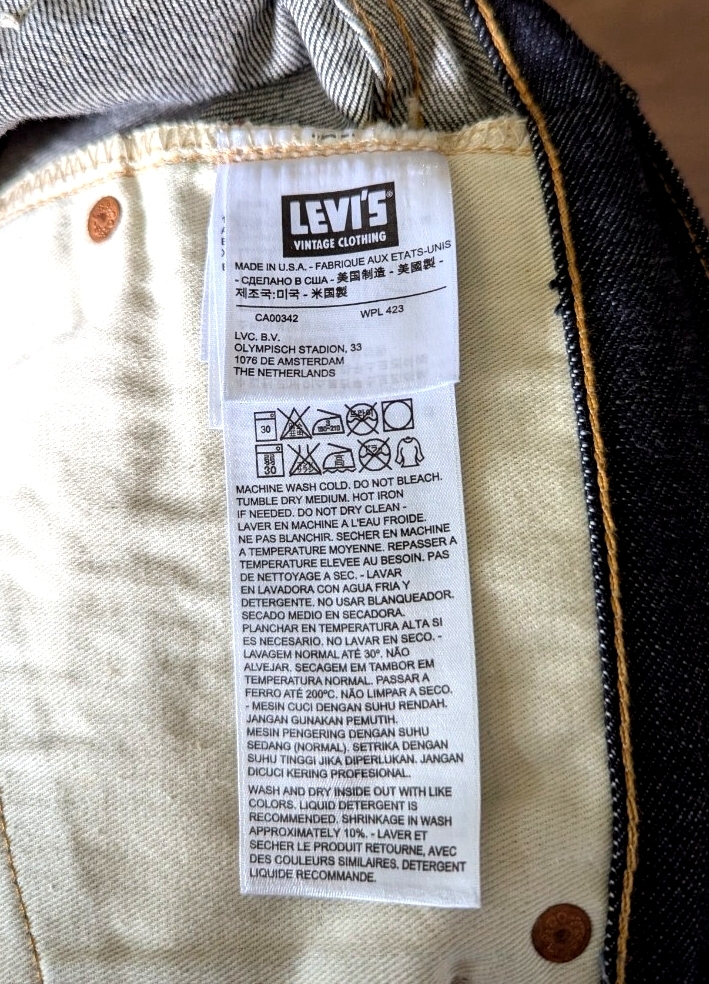 LEVI'S®
VINTAGE CLOTHING
MADE IN U.S.A. - FABRIQUE AUX ETATS-UNIS
- СДЕЛАНО В США - 美国制造 - 美國製 -
제조국:미국 - 米国製
CA00342 WPL 423
LVC. B.V.
OLYMPISCH STADION, 33
1076 DE AMSTERDAM
THE NETHERLANDS
30
30
MACHINE WASH COLD. DO NOT BLEACH.
TUMBLE DRY MEDIUM. HOT IRON
IF NEEDED. DO NOT DRY CLEAN -
LAVER EN MACHINE A L'EAU FROIDE.
NE PAS BLANCHIR. SECHER EN MACHINE
A TEMPERATURE MOYENNE. REPASSER A
TEMPERATURE ELEVEE AU BESOIN. PAS
DE NETTOYAGE A SEC. - LAVAR
EN LAVADORA CON AGUA FRIA Y
DETERGENTE. NO USAR BLANQUEADOR.
SECADO MEDIO EN SECADORA.
PLANCHAR EN TEMPERATURA ALTA SI
ES NECESARIO. NO LAVAR EN SECO. -
LAVAGEM NORMAL ATÉ 30º. NÃO
ALVEJAR. SECAGEM EM TAMBOR EM
TEMPERATURA NORMAL. PASSAR A
FERRO ATÉ 200ºC. NÃO LIMPAR A SECO.
- MESIN CUCI DENGAN SUHU RENDAH.
JANGAN GUNAKAN PEMUTIH.
MESIN PENGERING DENGAN SUHU
SEDANG (NORMAL). SETRIKA DENGAN
SUHU TINGGI JIKA DIPERLUKAN. JANGAN
DICUCI KERING PROFESIONAL.
WASH AND DRY INSIDE OUT WITH LIKE
COLORS. LIQUID DETERGENT IS
RECOMMENDED. SHRINKAGE IN WASH
APPROXIMATELY 10%. - LAVER ET
SECHER LE PRODUIT RETOURNE, AVEC
DES COULEURS SIMILAIRES. DETERGENT
LIQUIDE RECOMMANDE.